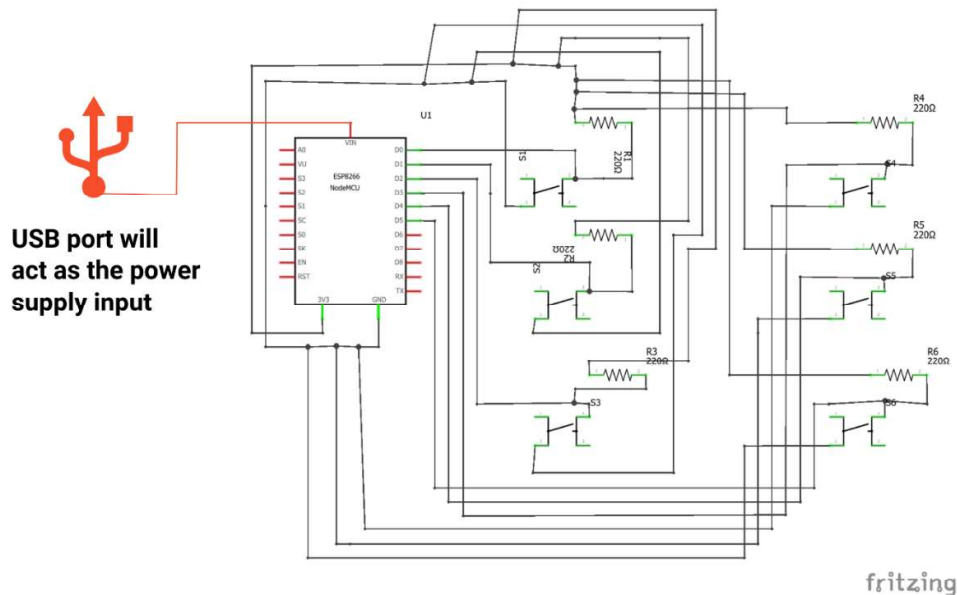 U1
VIN
ESP8266
NodeMCU
A0
VU
S3
S2
S1
SC
S0
SK
EN
RST
D0
D1
D2
D3
D4
D5
D6
D7
D8
RX
TX
3V3
GND
USB port will
act as the power
supply input
S1
R1
220Ω
S2
R2
220Ω
R3
220Ω
S3
R4
220Ω
S4
R5
220Ω
S5
R6
220Ω
S6
fritzing